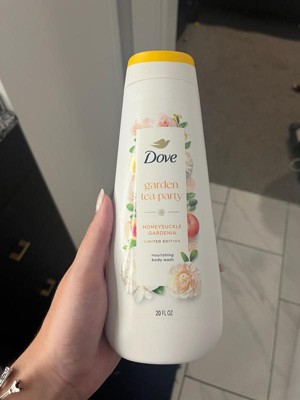 Dove
garden
tea party
HONEYSUCKLE
GARDENIA
LIMITED EDITION
nourishing
body wash
20 FL OZ